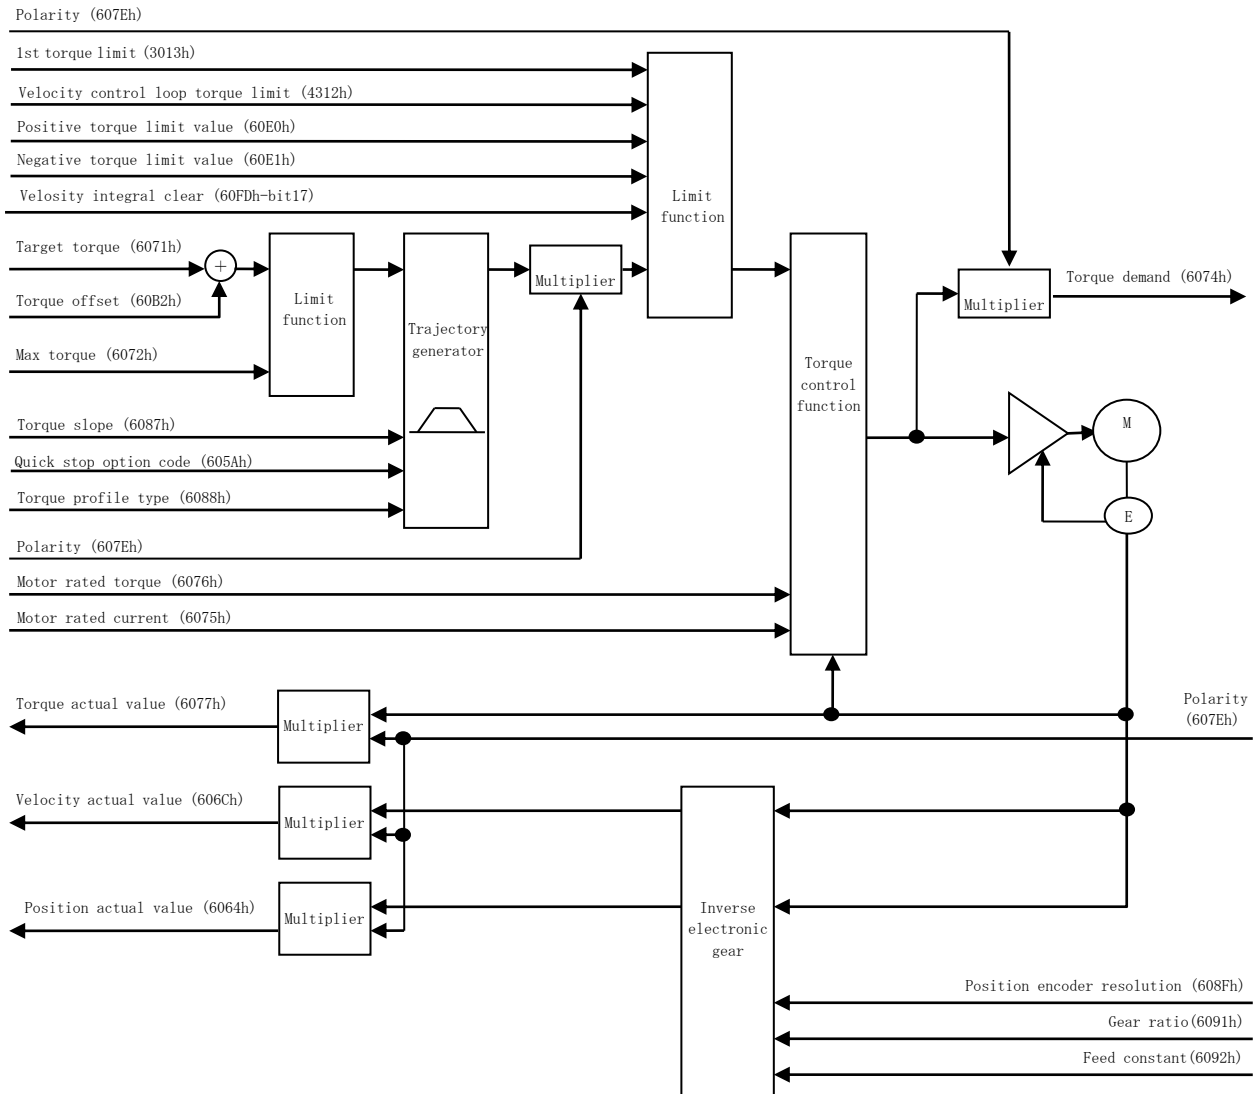 Polarity (607Eh)
1st torque limit (3013h)
Velocity control loop torque limit (4312h)
Positive torque limit value (60E0h)
Negative torque limit value (60E1h)
Velosity integral clear (60FDh-bit17)
Limit
function
Target torque (6071h)
+
Torque offset (60B2h)
Max torque (6072h)
Limit
function
Trajectory
generator
Multiplier
Torque
control
function
Multiplier
Torque demand (6074h)
M
E
Torque slope (6087h)
Quick stop option code (605Ah)
Torque profile type (6088h)
Polarity (607Eh)
Motor rated torque (6076h)
Motor rated current (6075h)
Torque actual value (6077h)
Multiplier
Polarity
(607Eh)
Velocity actual value (606Ch)
Multiplier
Position actual value (6064h)
Multiplier
Inverse
electronic
gear
Position encoder resolution (608Fh)
Gear ratio(6091h)
Feed constant(6092h)